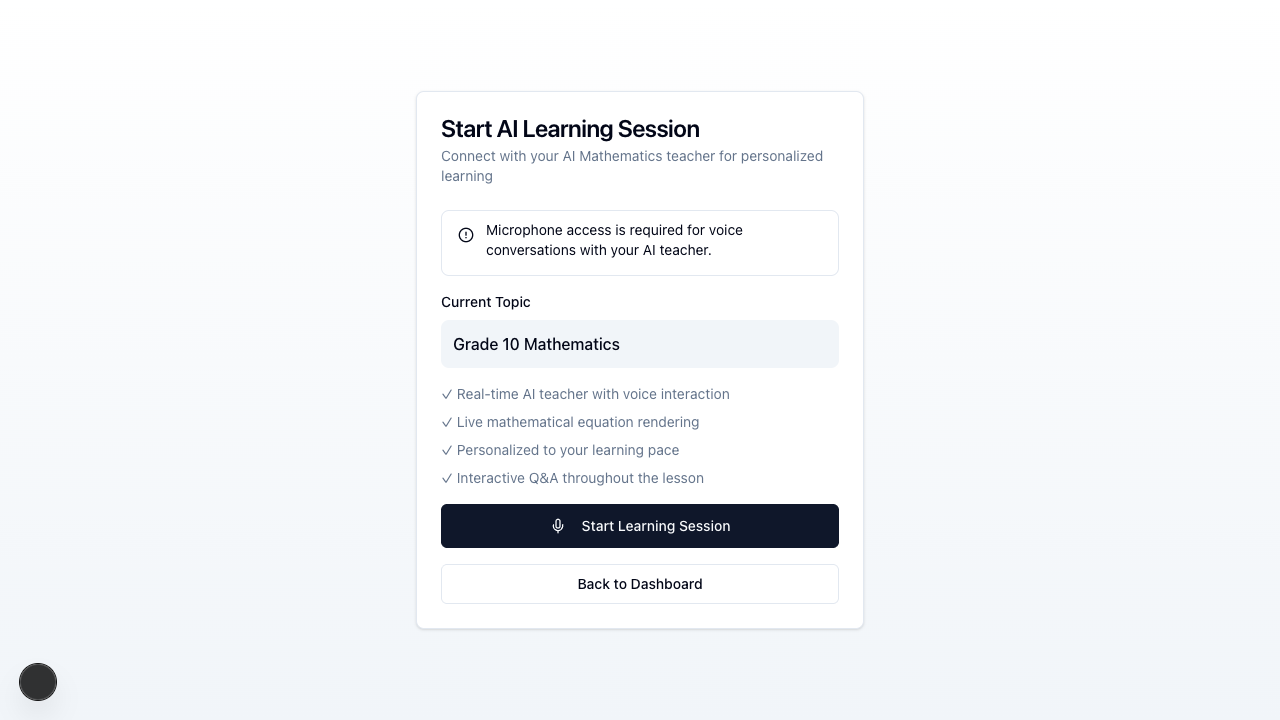 Start AI Learning Session
Connect with your AI Mathematics teacher for personalized
learning
Microphone access is required for voice
conversations with your AI teacher.
Current Topic
Grade 10 Mathematics
✓ Real-time AI teacher with voice interaction
✓ Live mathematical equation rendering
✓ Personalized to your learning pace
✓ Interactive Q&A throughout the lesson
Start Learning Session
Back to Dashboard